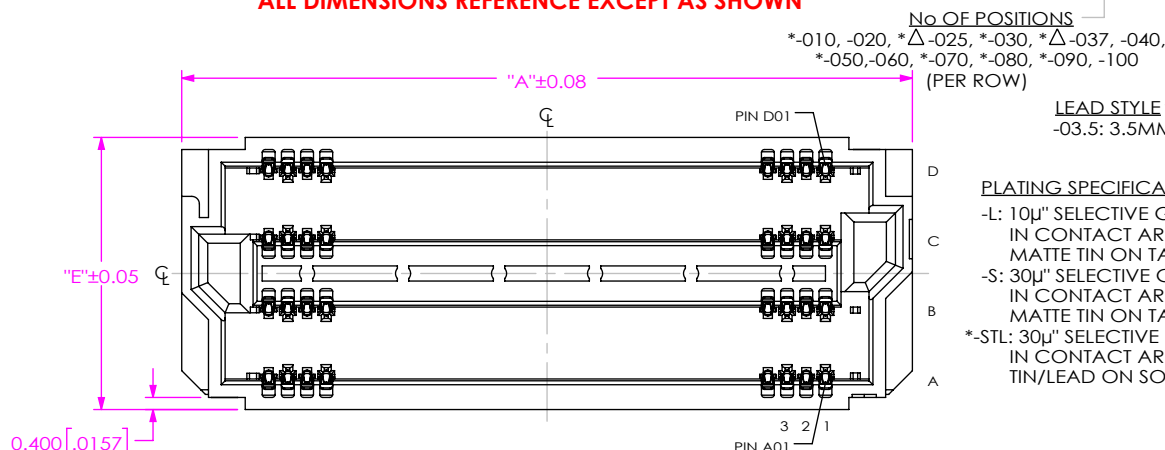 ALL DIMENSIONS REFERENCE EXCEPT AS SHOWN
No OF POSITIONS
*-010, -020, *△-025, *-030, *△-037, -040,
*-050,-060, *-070, *-080, *-090, -100
(PER ROW)
"A"±0.08
LEAD STYLE
-03.5: 3.5MM
PIN D01
D
PLATING SPECIFICA
-L: 10µ" SELECTIVE G
IN CONTACT AR
MATTE TIN ON TA
-S: 30µ" SELECTIVE G
IN CONTACT AR
MATTE TIN ON TA
*-STL: 30µ" SELECTIVE
IN CONTACT AR
TIN/LEAD ON SO
C
"E"±0.05
B
A
3 2 1
PIN A01
0.400[.0157]